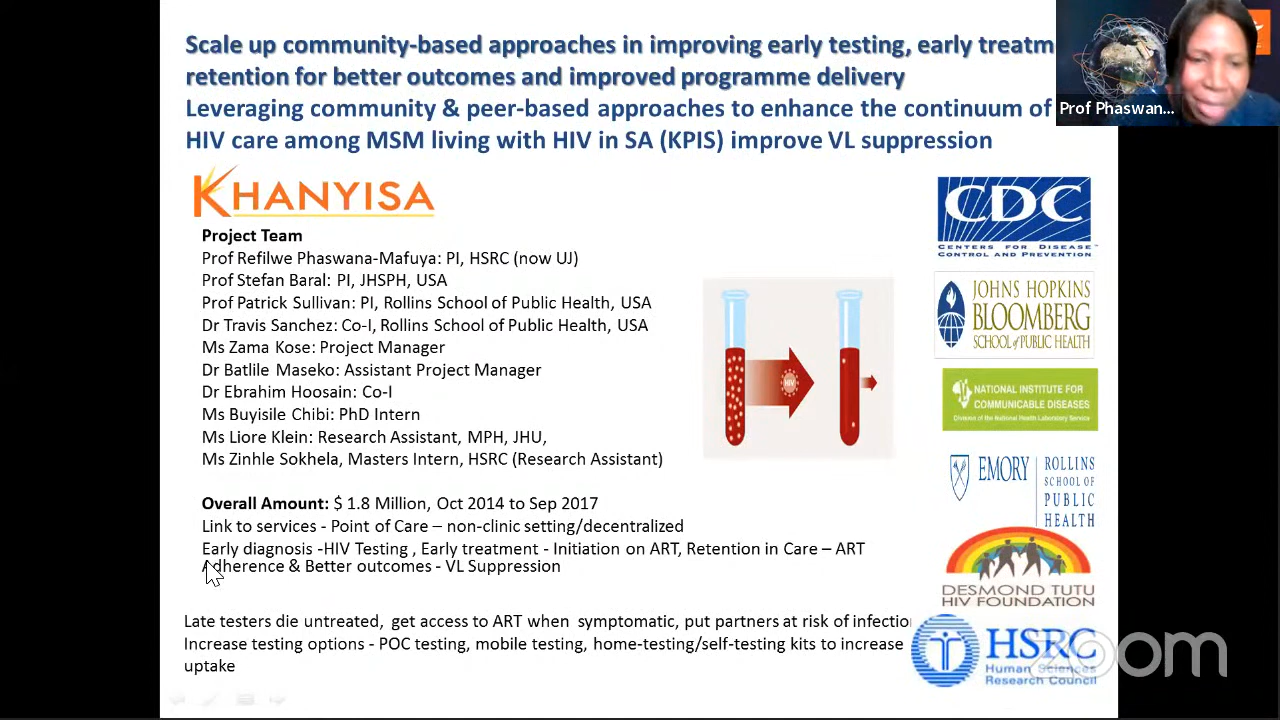 Scale up community-based approaches in improving early testing, early treatm
retention for better outcomes and improved programme delivery
Leveraging community & peer-based approaches to enhance the continuum of
HIV care among MSM living with HIV in SA (KPIS) improve VL suppression
Prof Phaswan...
KHANYISA
Project Team
Prof Refilwe Phaswana-Mafuya: PI, HSRC (now UJ)
Prof Stefan Baral: PI, JHSPH, USA
Prof Patrick Sullivan: PI, Rollins School of Public Health, USA
Dr Travis Sanchez: Co-I, Rollins School of Public Health, USA
Ms Zama Kose: Project Manager
Dr Batlile Maseko: Assistant Project Manager
Dr Ebrahim Hoosain: Co-I
Ms Buyisile Chibi: PhD Intern
Ms Liore Klein: Research Assistant, MPH, JHU,
Ms Zinhle Sokhela, Masters Intern, HSRC (Research Assistant)
Overall Amount: $ 1.8 Million, Oct 2014 to Sep 2017
Link to services - Point of Care – non-clinic setting/decentralized
Early diagnosis -HIV Testing , Early treatment - Initiation on ART, Retention in Care – ART
Adherence & Better outcomes - VL Suppression
Late testers die untreated, get access to ART when symptomatic, put partners at risk of infectio
Increase testing options - POC testing, mobile testing, home-testing/self-testing kits to increase
uptake
HIV
CDC
CENTERS FOR DISEASE
CONTROL AND PREVENTION
JOHNS HOPKINS
BLOOMBERG
SCHOOL of PUBLIC HEALTH
NATIONAL INSTITUTE FOR
COMMUNICABLE DISEASES
Division of the National Health Laboratory Service
EMORY
ROLLINS
SCHOOL OF
PUBLIC
HEALTH
DESMOND TUTU
HIV FOUNDATION
HSRC
Human Sciences
Research Council
zoom